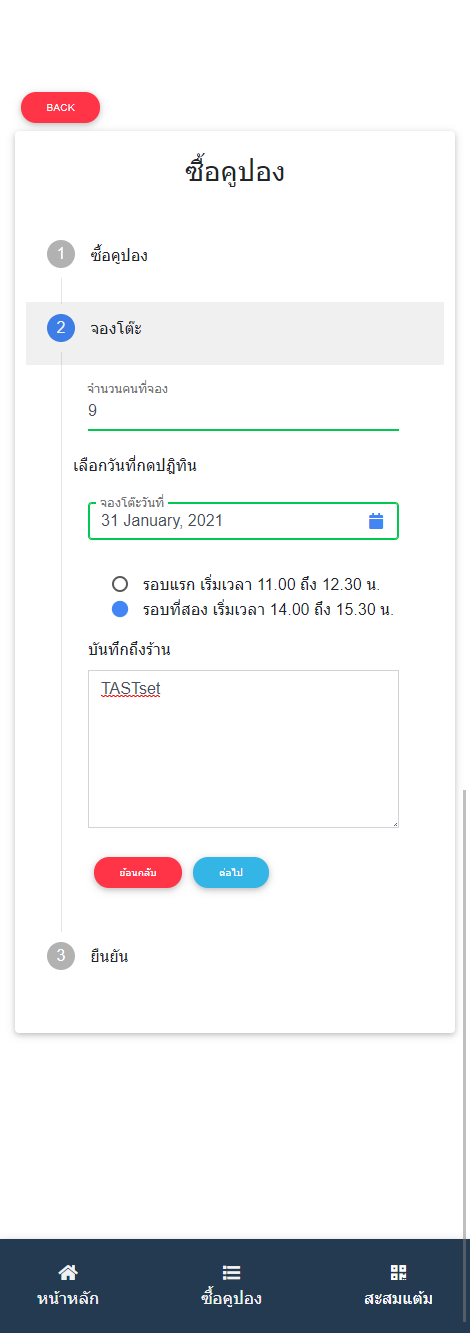 BACK
ซื้อคูปอง
1 ซื้อคูปอง
2 จองโต๊ะ
จำนวนคนที่จอง
9
เลือกวันที่กดปฎิทิน
จองโต๊ะวันที่
31 January, 2021
รอบแรก เริ่มเวลา 11.00 ถึง 12.30 น.
รอบที่สอง เริ่มเวลา 14.00 ถึง 15.30 น.
บันทึกถึงร้าน
TASTset
ย้อนกลับ ต่อไป
3 ยืนยัน
หน้าหลัก ซื้อคูปอง สะสมแต้ม